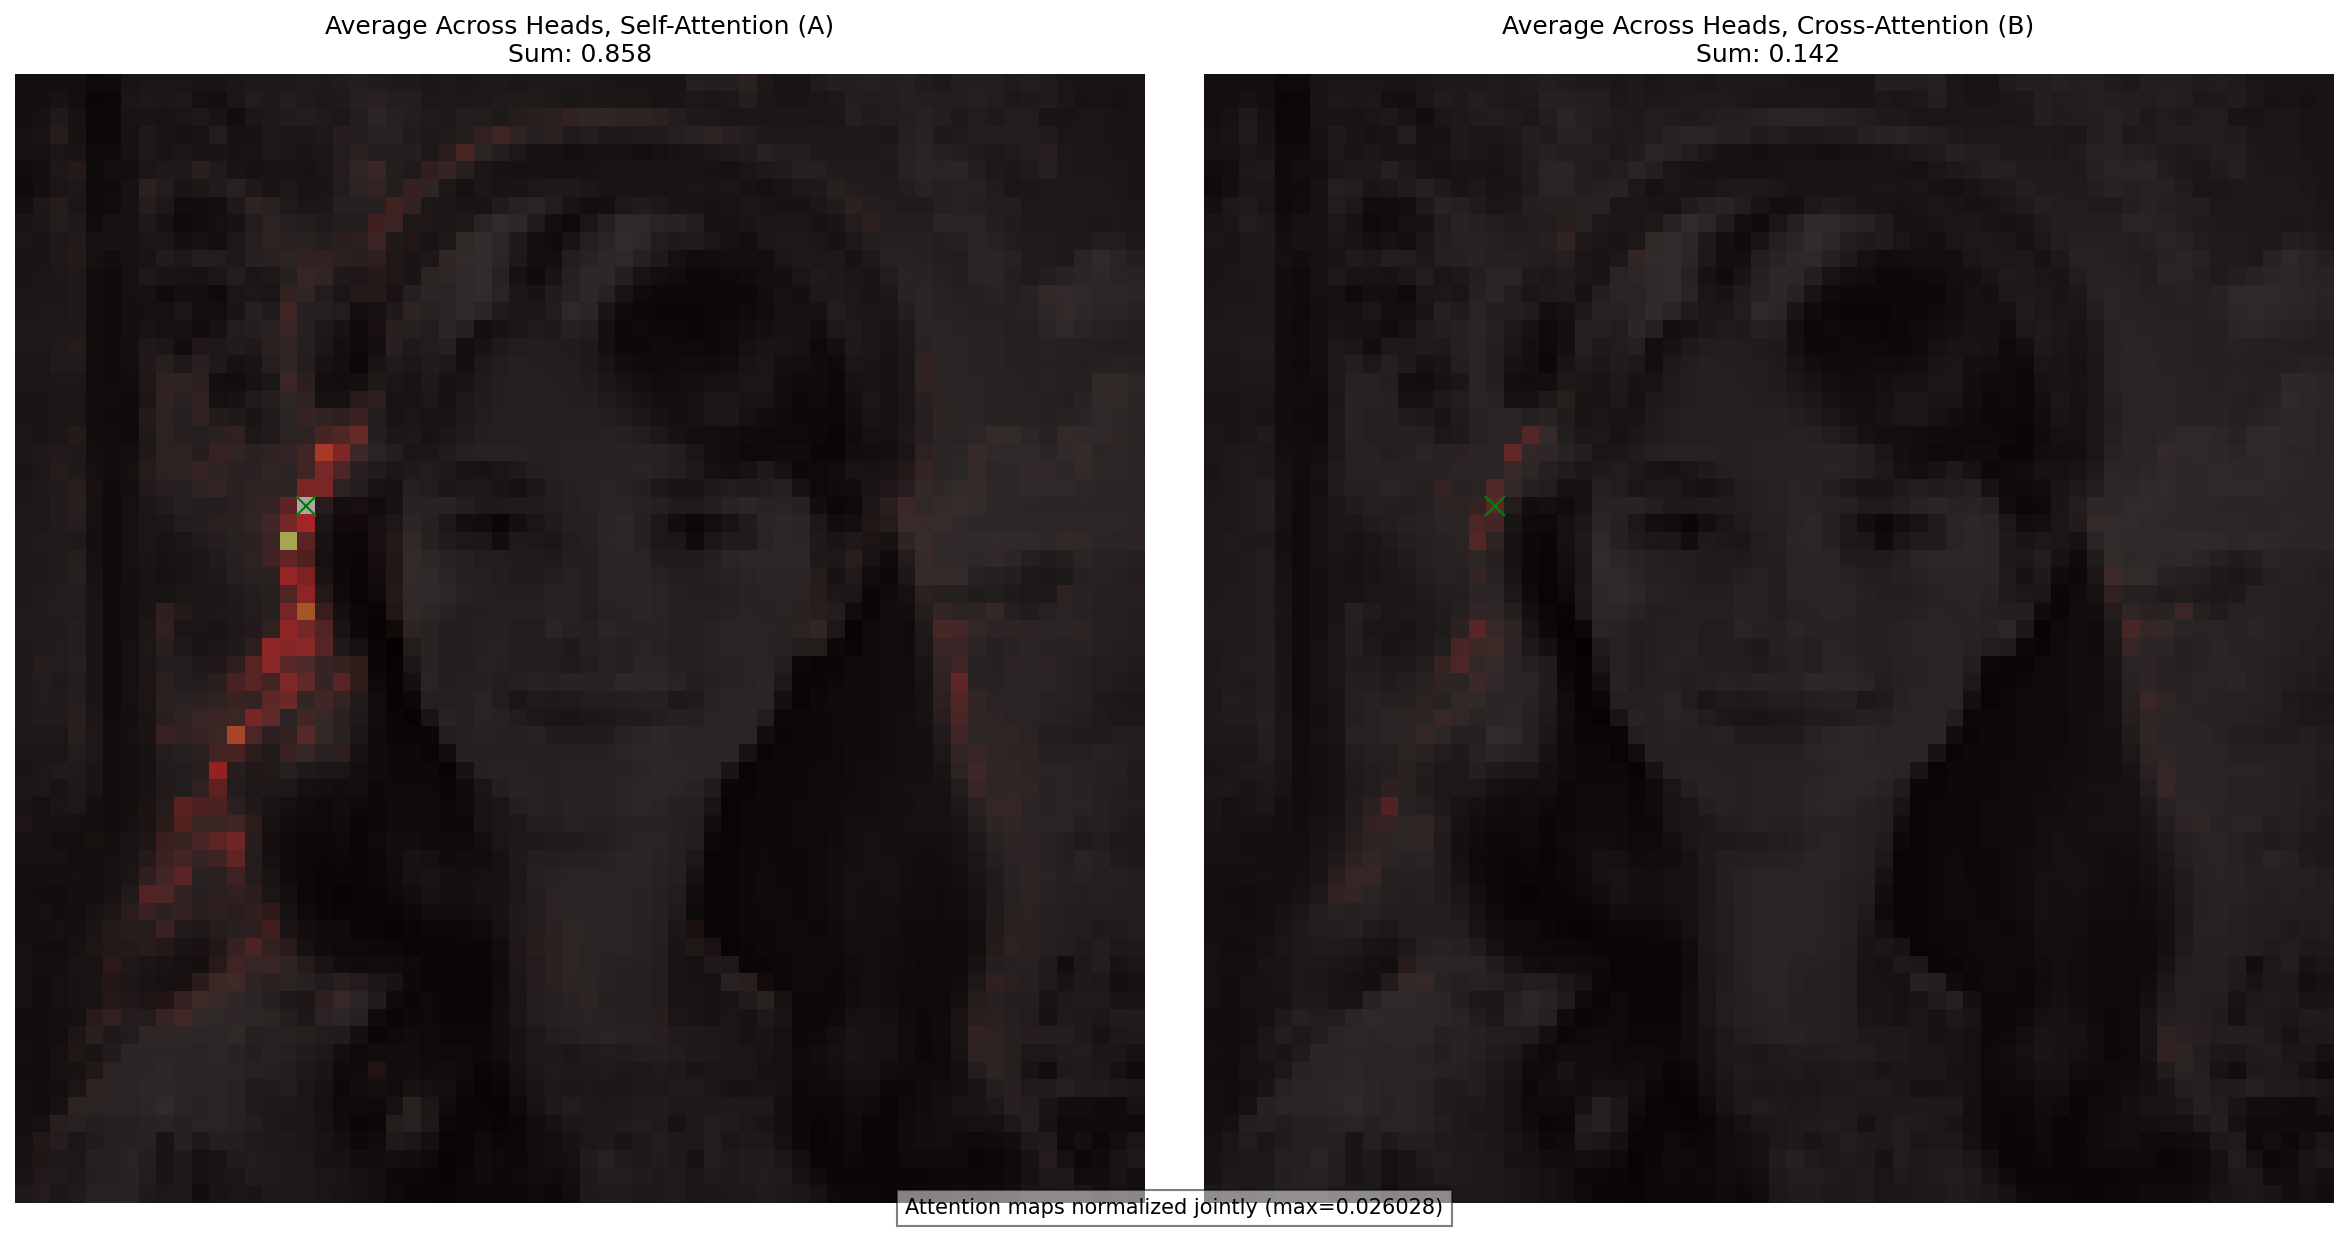 Average Across Heads, Self-Attention (A)
Sum: 0.858
Average Across Heads, Cross-Attention (B)
Sum: 0.142
Attention maps normalized jointly (max=0.026028)